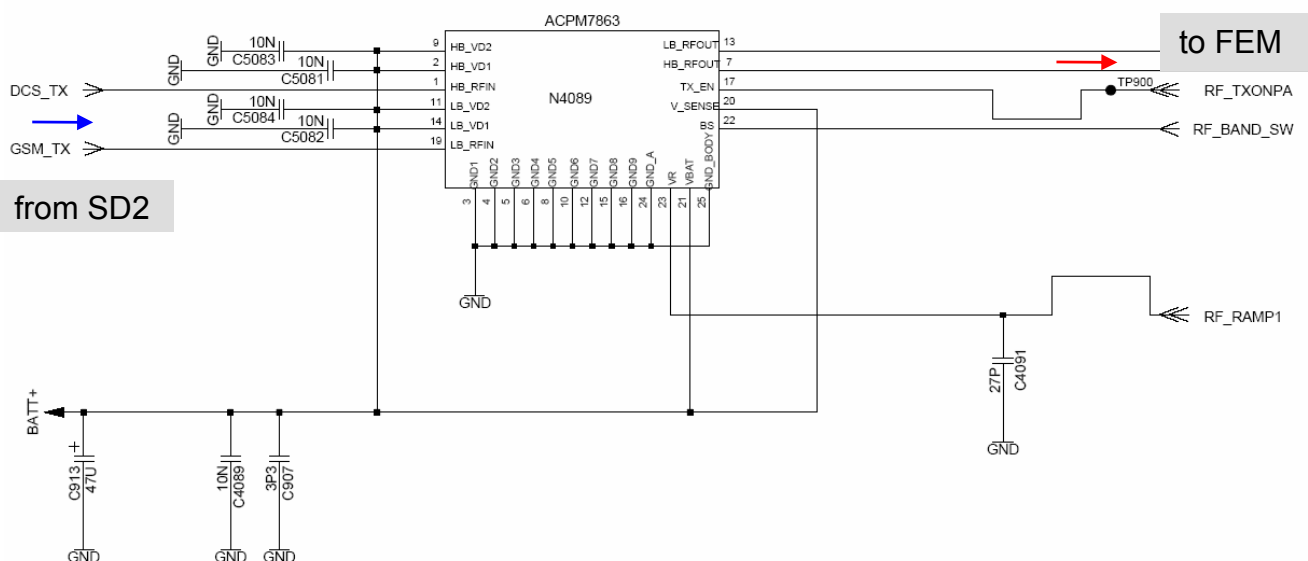 ACPM7863
N4089
GND
10N
C5083
9
HB_VD2
GND
10N
C5081
2
HB_VD1
DCS_TX
1
HB_RFIN
GND
10N
C5084
11
LB_VD2
GND
10N
C5082
14
LB_VD1
GSM_TX
19
LB_RFIN
from SD2
LB_RFOUT
13
HB_RFOUT
7
to FEM
TX_EN
17
TP900
RF_TXONPA
V_SENSE
20
BS
22
RF_BAND_SW
GND1
GND2
GND3
GND4
GND5
GND6
GND7
GND8
GND9
GND_A
VR
VBAT
GND_BODY
3
4
5
6
8
10
12
15
16
24
23
21
25
GND
RF_RAMP1
27P
C4091
GND
BATT+
C913
+
47U
GND
10N
C4089
GND
3P3
C907
GND